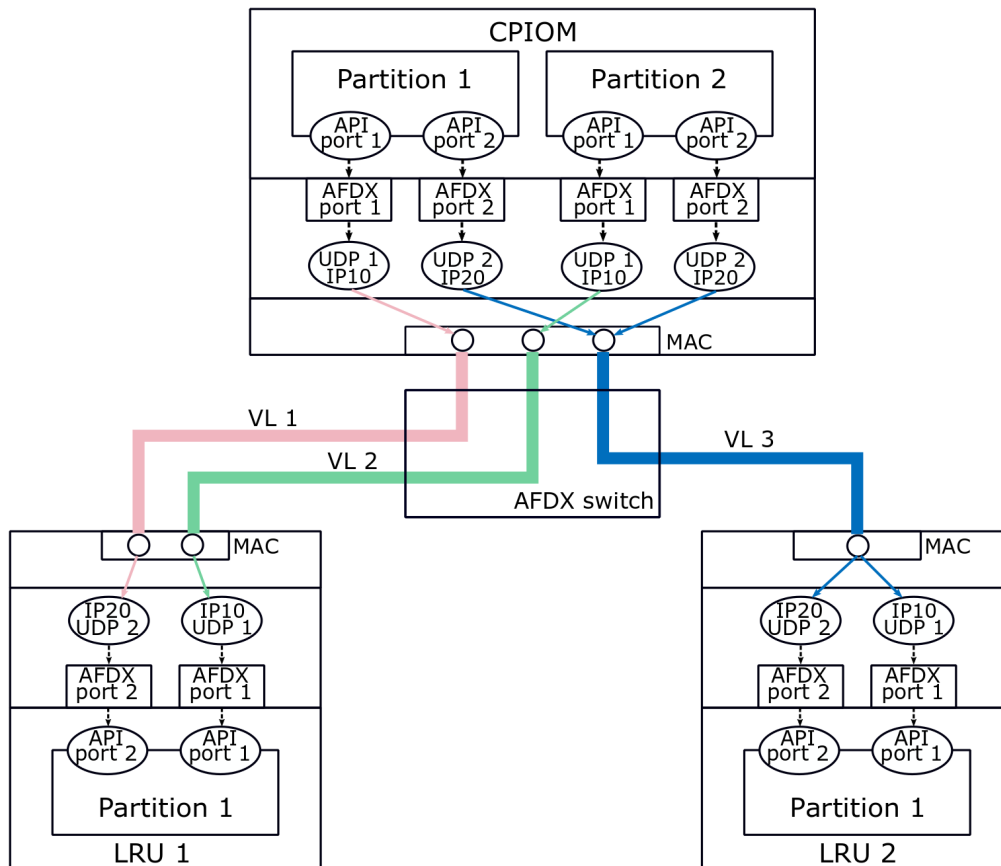 CPIOM
Partition 1
Partition 2
API
port 1
API
port 2
API
port 1
API
port 2
AFDX
port 1
AFDX
port 2
AFDX
port 1
AFDX
port 2
UDP 1
IP10
UDP 2
IP20
UDP 1
IP10
UDP 2
IP20
MAC
VL 1
VL 2
VL 3
AFDX switch
MAC
IP20
UDP 2
IP10
UDP 1
AFDX
port 2
AFDX
port 1
API
port 2
API
port 1
Partition 1
LRU 1
MAC
IP20
UDP 2
IP10
UDP 1
AFDX
port 2
AFDX
port 1
API
port 2
API
port 1
Partition 1
LRU 2